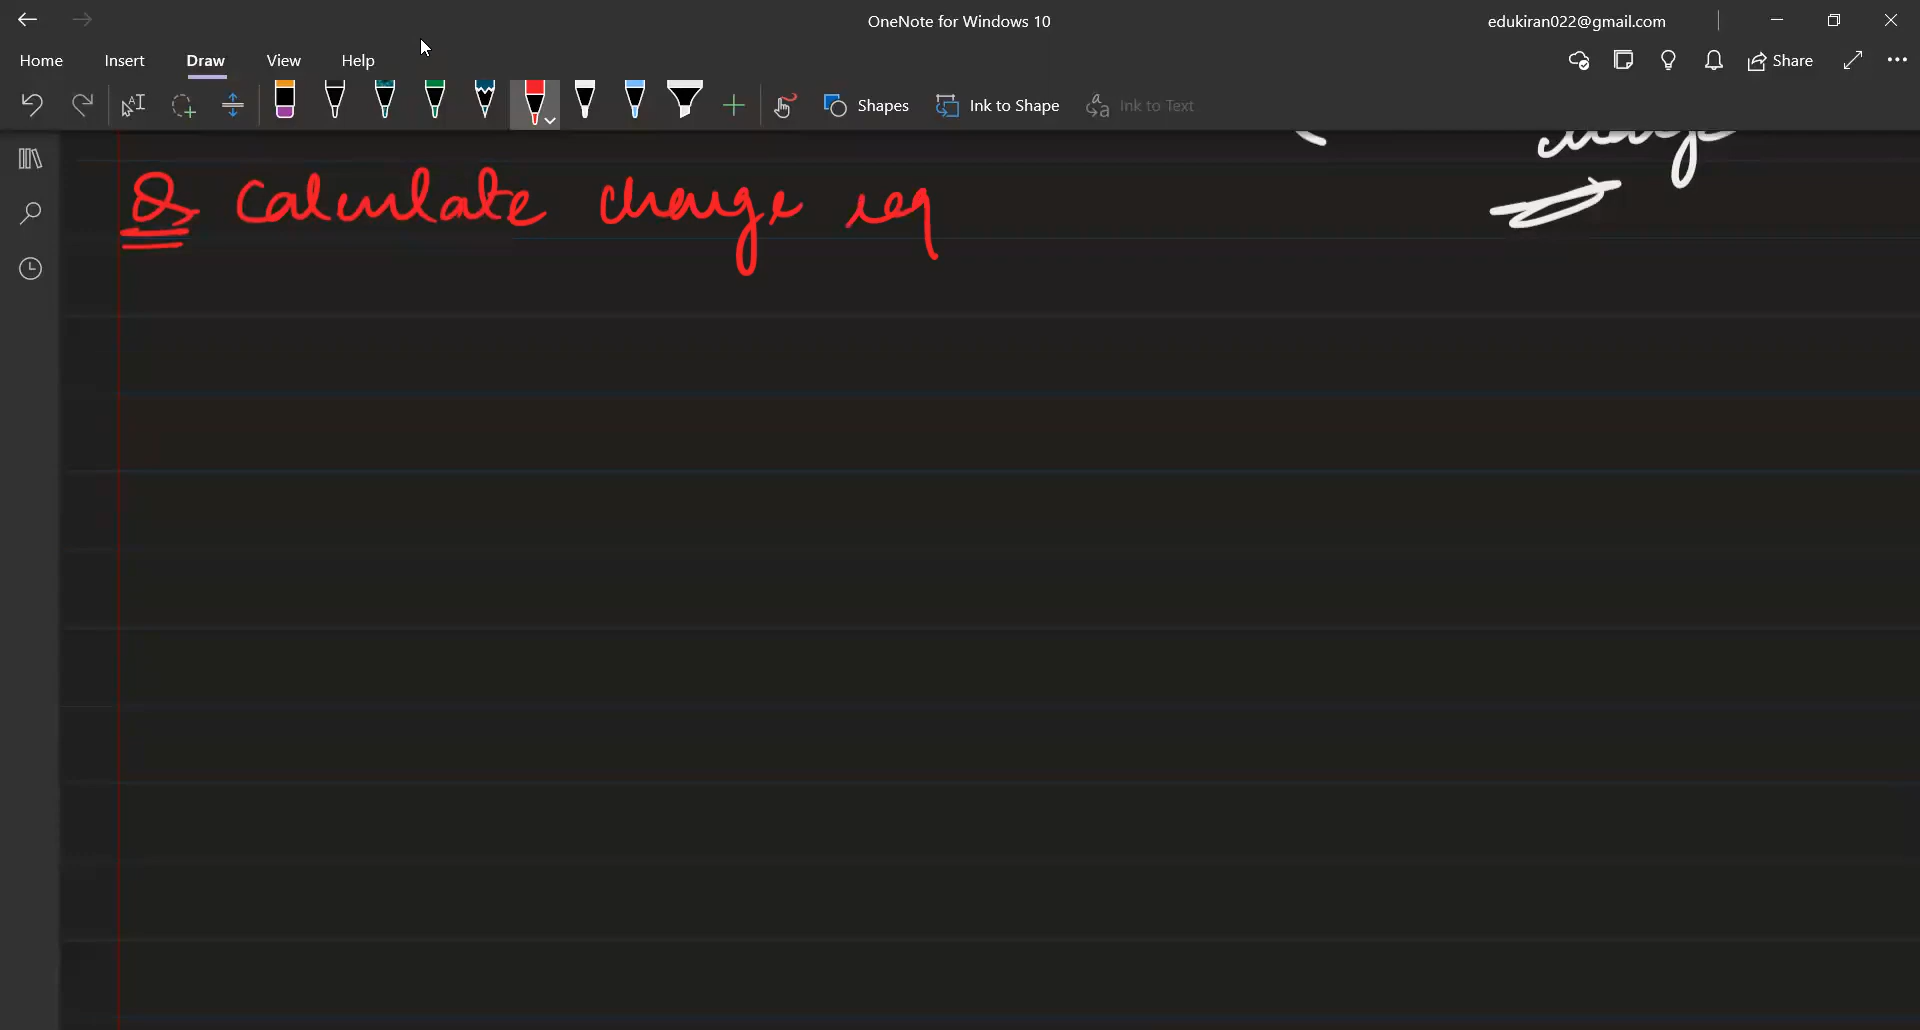 OneNote for Windows 10
edukiran022@gmail.com
Home Insert Draw View Help
Share
Shapes Ink to Shape Ink to Text
Q Calculate charge req